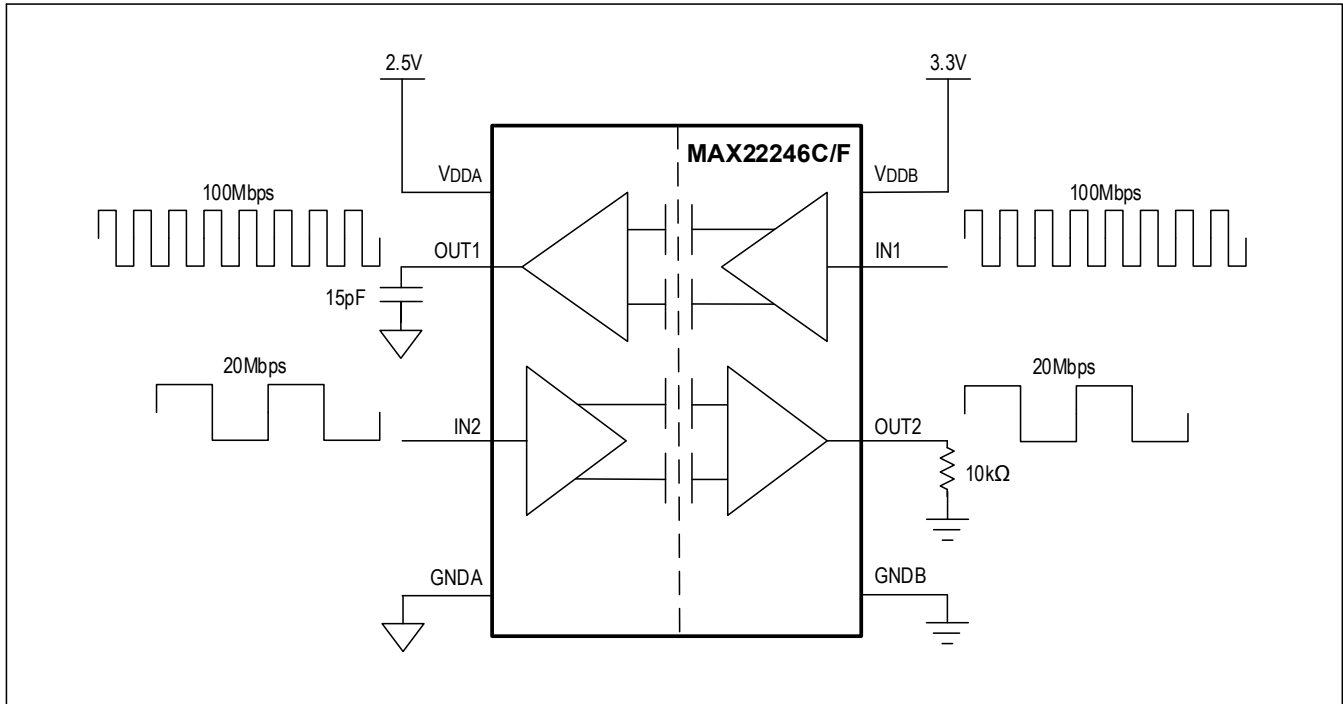 2.5V
3.3V
MAX22246C/F
VDDA
VDDB
100Mbps
100Mbps
OUT1
IN1
15pF
20Mbps
20Mbps
IN2
OUT2
10kΩ
GNDA
GNDB